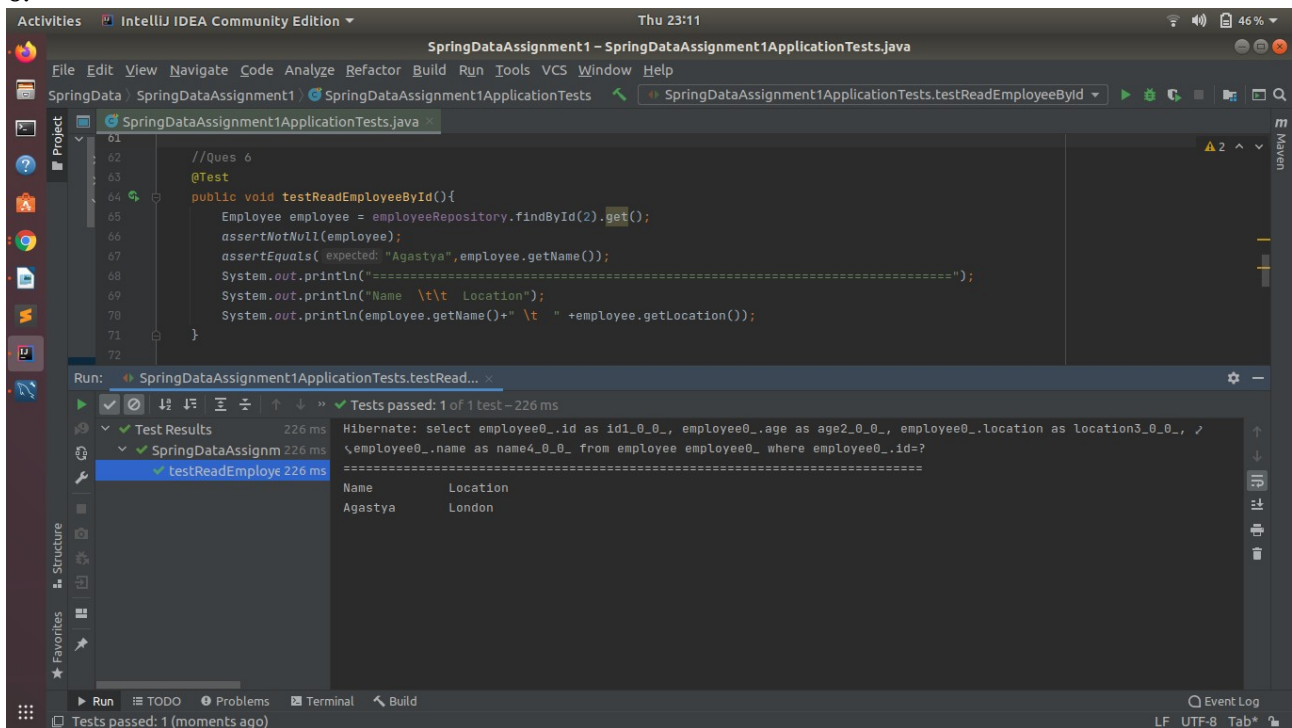 Activities IntelliJ IDEA Community Edition Thu 23:11 46%
SpringDataAssignment1 – SpringDataAssignment1ApplicationTests.java
File Edit View Navigate Code Analyze Refactor Build Run Tools VCS Window Help
SpringData SpringDataAssignment1 SpringDataAssignment1ApplicationTests SpringDataAssignment1ApplicationTests.testReadEmployeeById
Project
SpringDataAssignment1ApplicationTests.java
Maven
61
2
62 //Ques 6
63 @Test
64 public void testReadEmployeeById(){
65 Employee employee = employeeRepository.findById(2).get();
66 assertNotNull(employee);
67 assertEquals( expected: "Agastya",employee.getName());
68 System.out.println("=============================================================================");
69 System.out.println("Name \t\t Location");
70 System.out.println(employee.getName()+" \t " +employee.getLocation());
71 }
72
Run: SpringDataAssignment1ApplicationTests.testRead...
Tests passed: 1 of 1 test – 226 ms
Test Results 226 ms
SpringDataAssignm 226 ms
testReadEmploye 226 ms
Hibernate: select employee0_.id as id1_0_0_, employee0_.age as age2_0_0_, employee0_.location as location3_0_0_,
employee0_.name as name4_0_0_ from employee employee0_ where employee0_.id=?
=============================================================================
Name Location
Agastya London
Structure
Favorites
Run TODO Problems Terminal Build Event Log
Tests passed: 1 (moments ago) LF UTF-8 Tab*